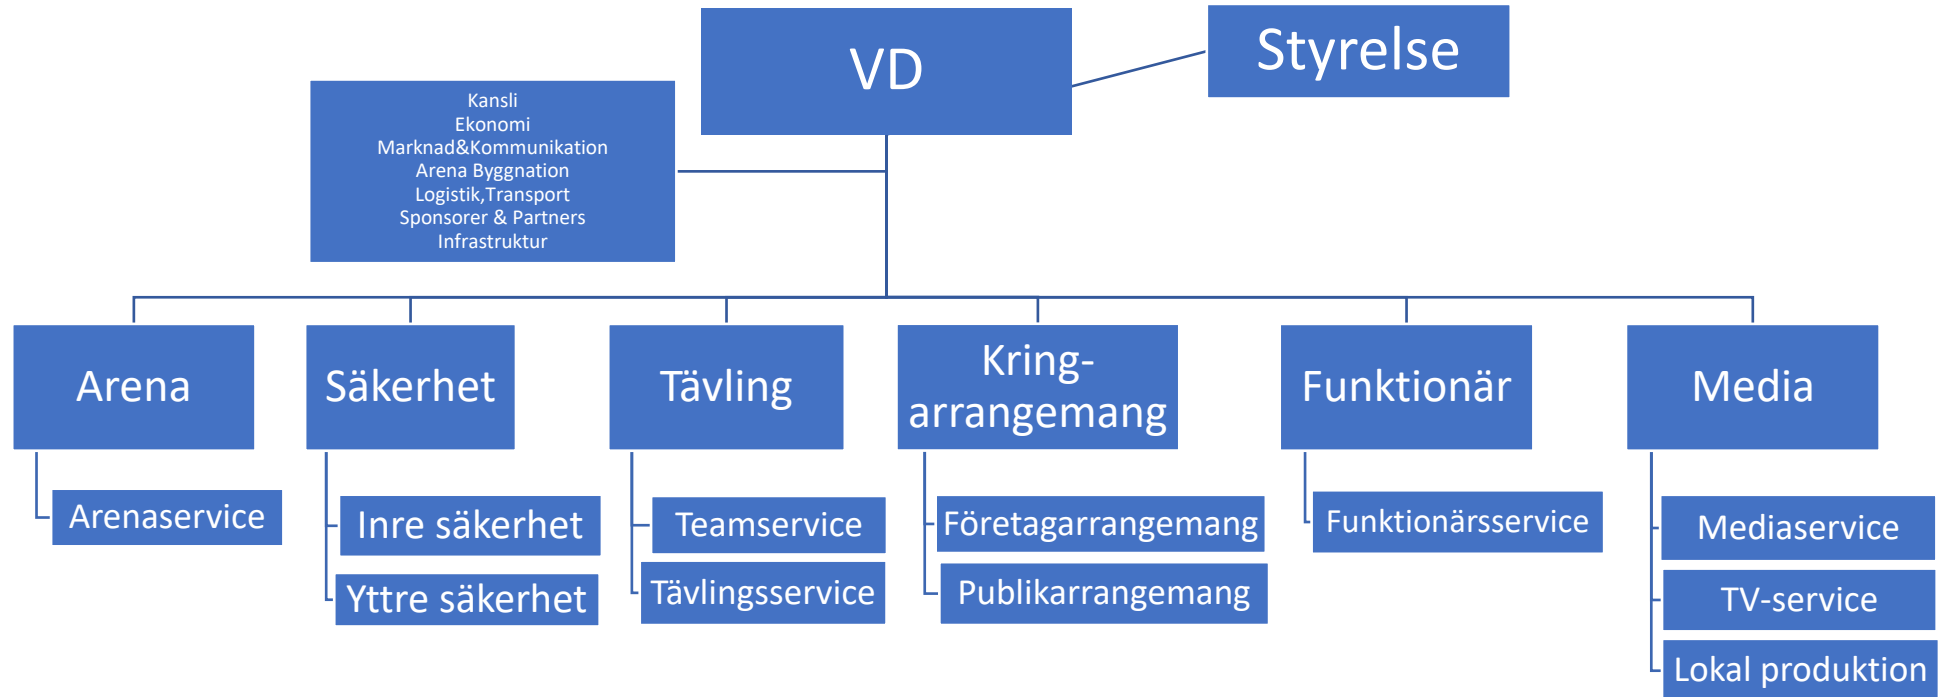 VD
Styrelse
Kansli
Ekonomi
Marknad&Kommunikation
Arena Byggnation
Logistik,Transport
Sponsorer & Partners
Infrastruktur
Arena
Säkerhet
Tävling
Kring-
arrangemang
Funktionär
Media
Arenaservice
Inre säkerhet
Yttre säkerhet
Teamservice
Tävlingsservice
Företagarrangemang
Publikarrangemang
Funktionärsservice
Mediaservice
TV-service
Lokal produktion